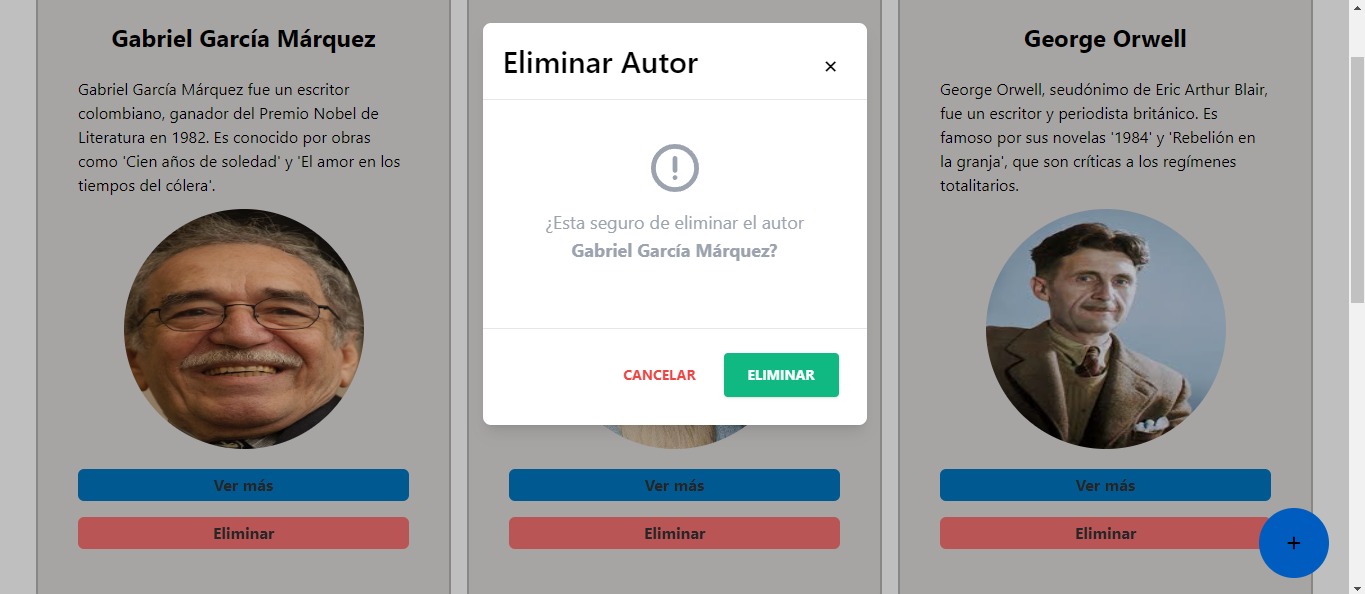 Gabriel García Márquez
Gabriel García Márquez fue un escritor
colombiano, ganador del Premio Nobel de
Literatura en 1982. Es conocido por obras
como 'Cien años de soledad' y 'El amor en los
tiempos del cólera'.
Ver más
Eliminar
Eliminar Autor
×
¿Esta seguro de eliminar el autor
Gabriel García Márquez?
CANCELAR
ELIMINAR
Ver más
Eliminar
George Orwell
George Orwell, seudónimo de Eric Arthur Blair,
fue un escritor y periodista británico. Es
famoso por sus novelas '1984' y 'Rebelión en
la granja', que son críticas a los regímenes
totalitarios.
Ver más
Eliminar
+